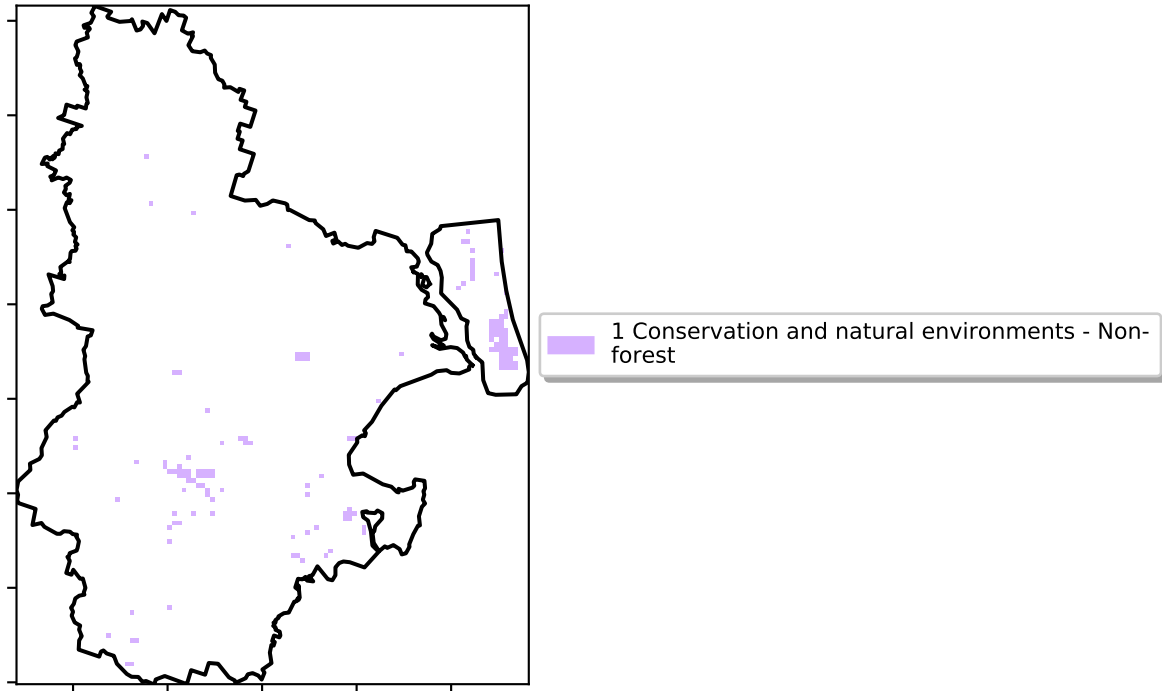 1 Conservation and natural environments - Non-
forest